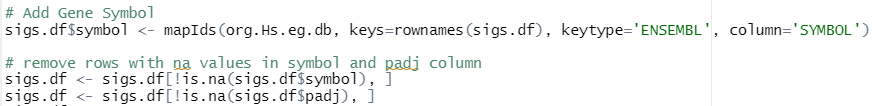 # Add Gene Symbol
sigs.df$symbol <- mapIds(org.Hs.eg.db, keys=rownames(sigs.df), keytype='ENSEMBL', column='SYMBOL')
# remove rows with na values in symbol and padj column
sigs.df <- sigs.df[!is.na(sigs.df$symbol), ]
sigs.df <- sigs.df[!is.na(sigs.df$padj), ]